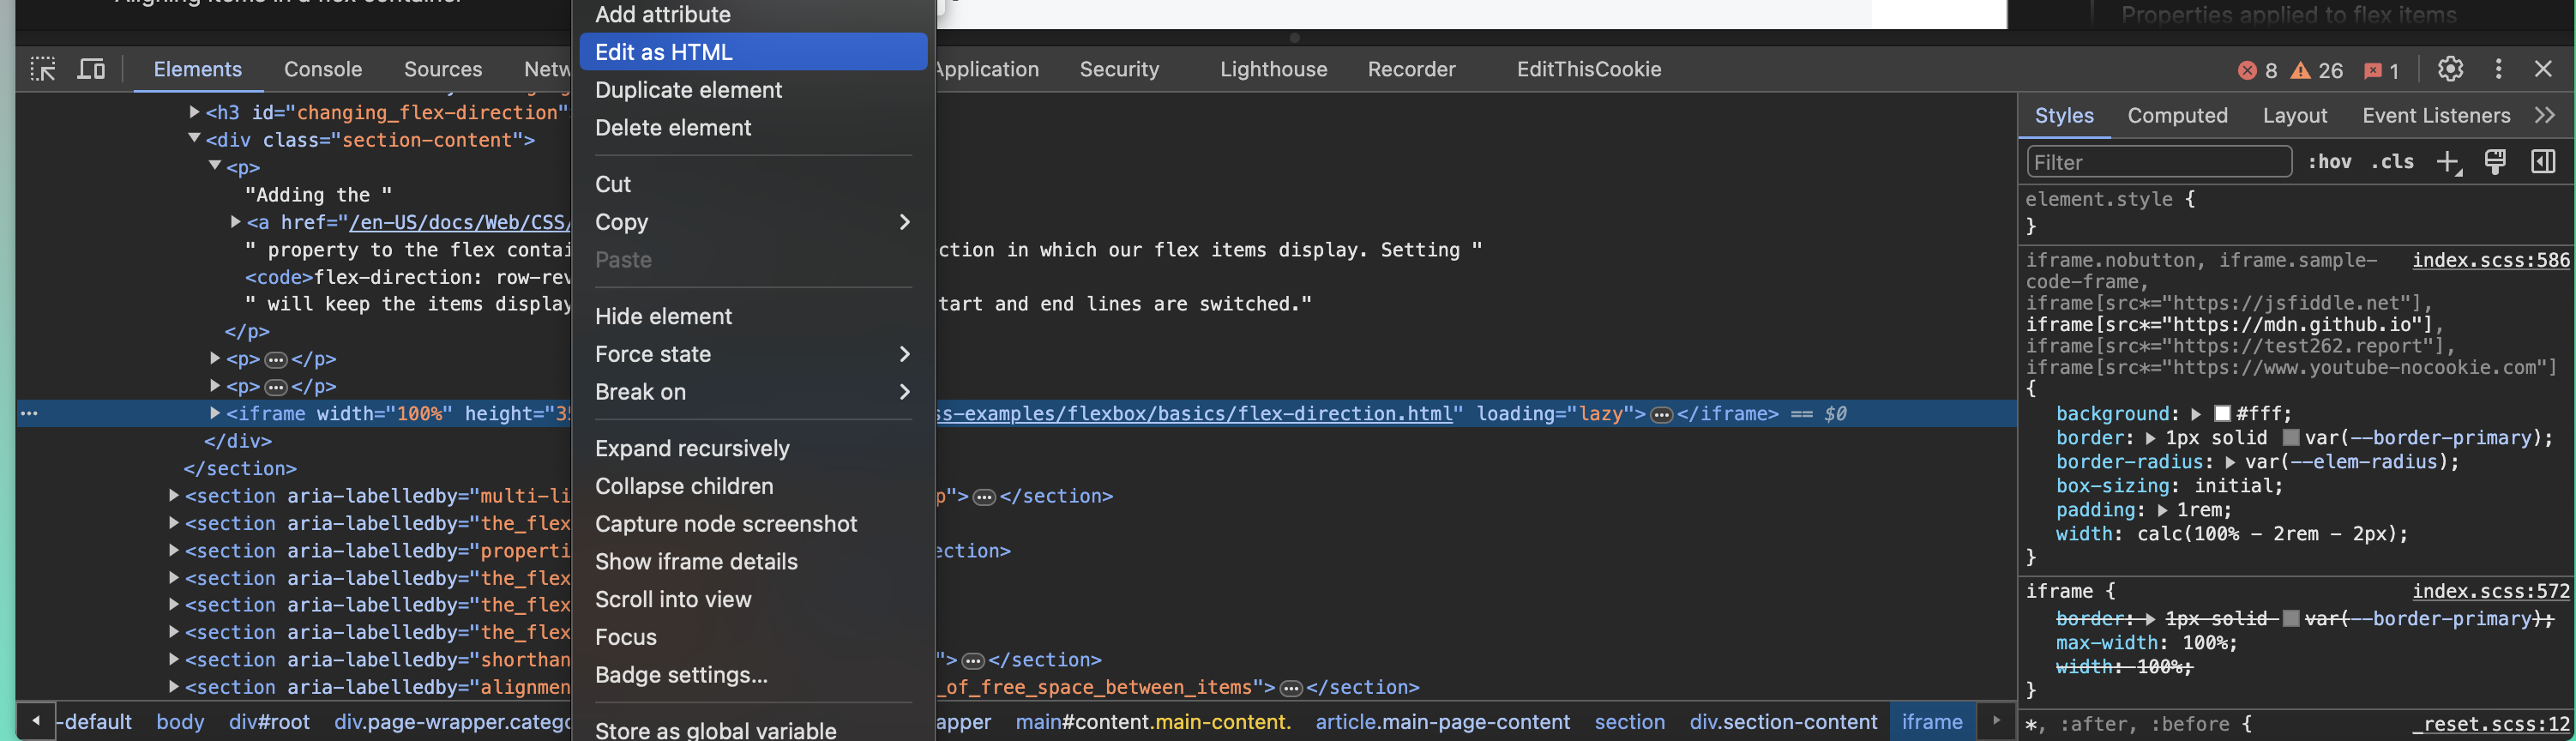 Aligning items in a flex container
Properties applied to flex items
Elements Console Sources Netw Application Security Lighthouse Recorder EditThisCookie 8 26 1
Add attribute
Edit as HTML
Duplicate element
Delete element
Cut
Copy
Paste
Hide element
Force state
Break on
Expand recursively
Collapse children
Capture node screenshot
Show iframe details
Scroll into view
Focus
Badge settings...
Store as global variable
<h3 id="changing_flex-direction"
<div class="section-content">
<p>
"Adding the "
<a href="/en-US/docs/Web/CSS/
" property to the flex contai ction in which our flex items display. Setting "
<code>flex-direction: row-rev
" will keep the items display tart and end lines are switched."
</p>
<p>…</p>
<p>…</p>
… <iframe width="100%" height="35 ss-examples/flexbox/basics/flex-direction.html" loading="lazy">…</iframe> == $0
</div>
</section>
<section aria-labelledby="multi-li p">…</section>
<section aria-labelledby="the_flex
<section aria-labelledby="properti ection>
<section aria-labelledby="the_flex
<section aria-labelledby="the_flex
<section aria-labelledby="the_flex
<section aria-labelledby="shorthan ">…</section>
<section aria-labelledby="alignmen _of_free_space_between_items">…</section>
-default body div#root div.page-wrapper.catego apper main#content.main-content. article.main-page-content section div.section-content iframe
Styles Computed Layout Event Listeners
Filter :hov .cls
element.style {
}
iframe.nobutton, iframe.sample- index.scss:586
code-frame,
iframe[src*="https://jsfiddle.net"],
iframe[src*="https://mdn.github.io"],
iframe[src*="https://test262.report"],
iframe[src*="https://www.youtube-nocookie.com"]
{
background: #fff;
border: 1px solid var(--border-primary);
border-radius: var(--elem-radius);
box-sizing: initial;
padding: 1rem;
width: calc(100% - 2rem - 2px);
}
iframe { index.scss:572
border: 1px solid var(--border-primary);
max-width: 100%;
width: 100%;
}
*, :after, :before { _reset.scss:12